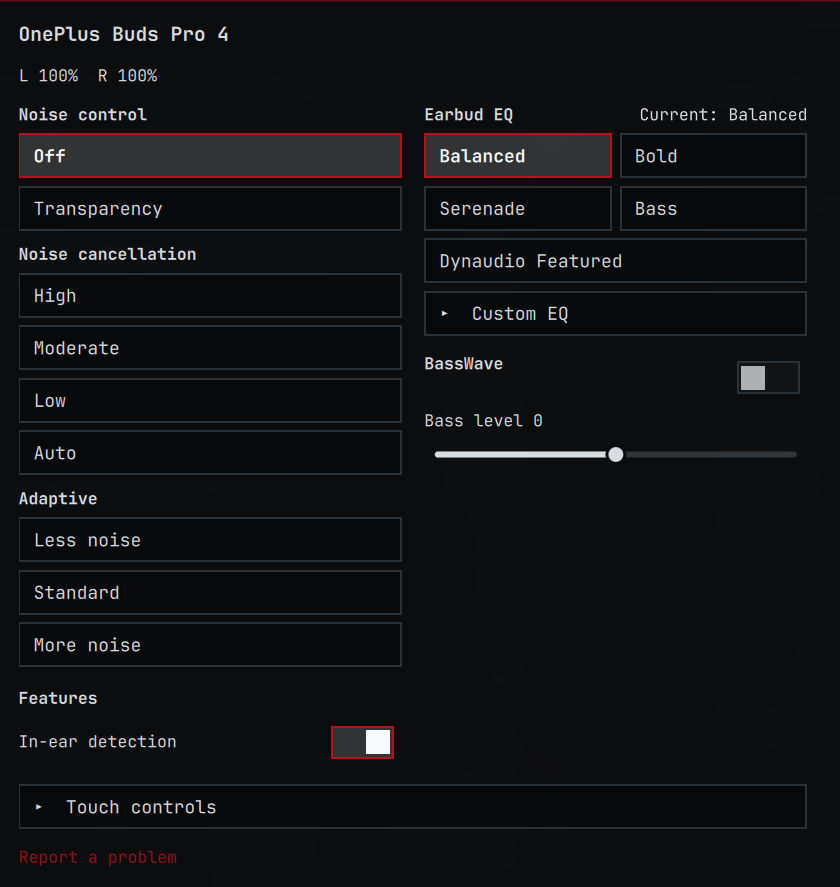 OnePlus Buds Pro 4
L 100%  R 100%
Noise control
Off
Transparency
Noise cancellation
High
Moderate
Low
Auto
Adaptive
Less noise
Standard
More noise
Features
In-ear detection
Earbud EQ  Current: Balanced
Balanced  Bold
Serenade  Bass
Dynaudio Featured
▸ Custom EQ
BassWave
Bass level 0
▸ Touch controls
Report a problem